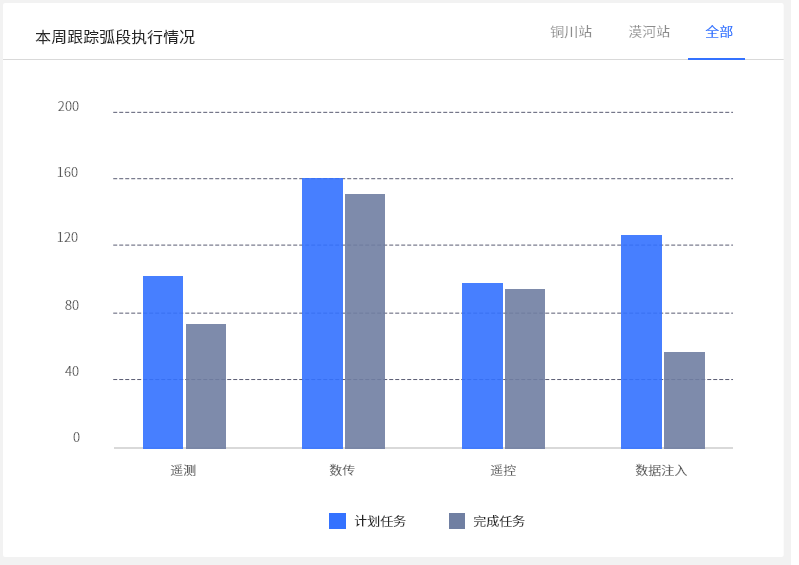 本周跟踪弧段执行情况
铜川站 漠河站 全部
200
160
120
80
40
0
遥测 数传 遥控 数据注入
计划任务 完成任务